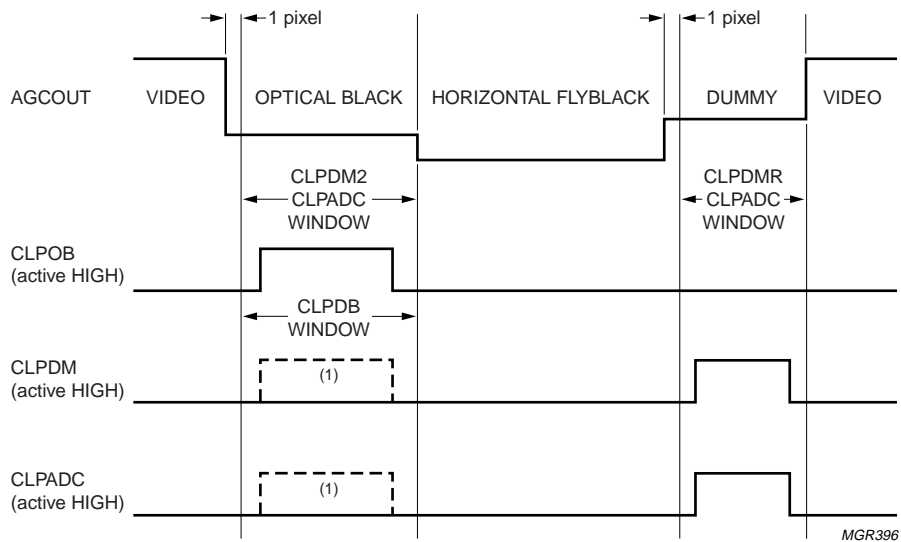 1 pixel
1 pixel
AGCOUT
VIDEO
OPTICAL BLACK
HORIZONTAL FLYBLACK
DUMMY
VIDEO
CLPDM2
CLPADC
WINDOW
CLPDMR
CLPADC
WINDOW
CLPOB
(active HIGH)
CLPDB
WINDOW
CLPDM
(active HIGH)
(1)
CLPADC
(active HIGH)
(1)
MGR396